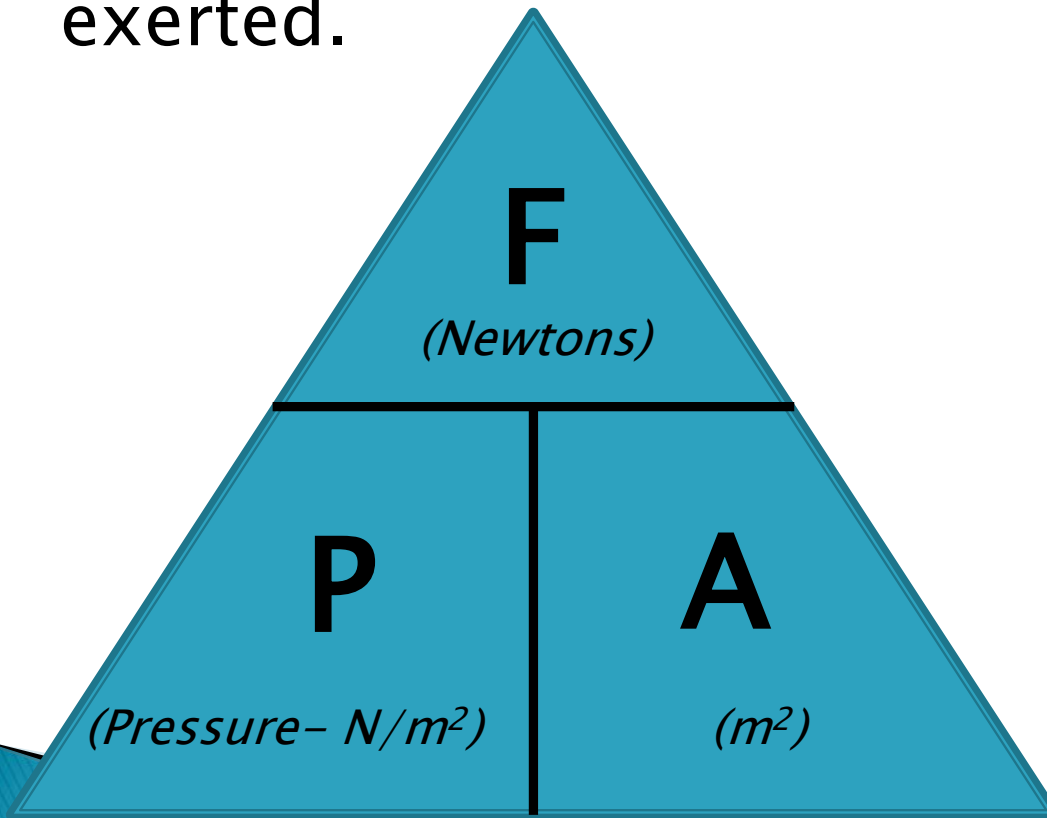 exerted.
F
(Newtons)
P A
(Pressure- N/m²) (m²)